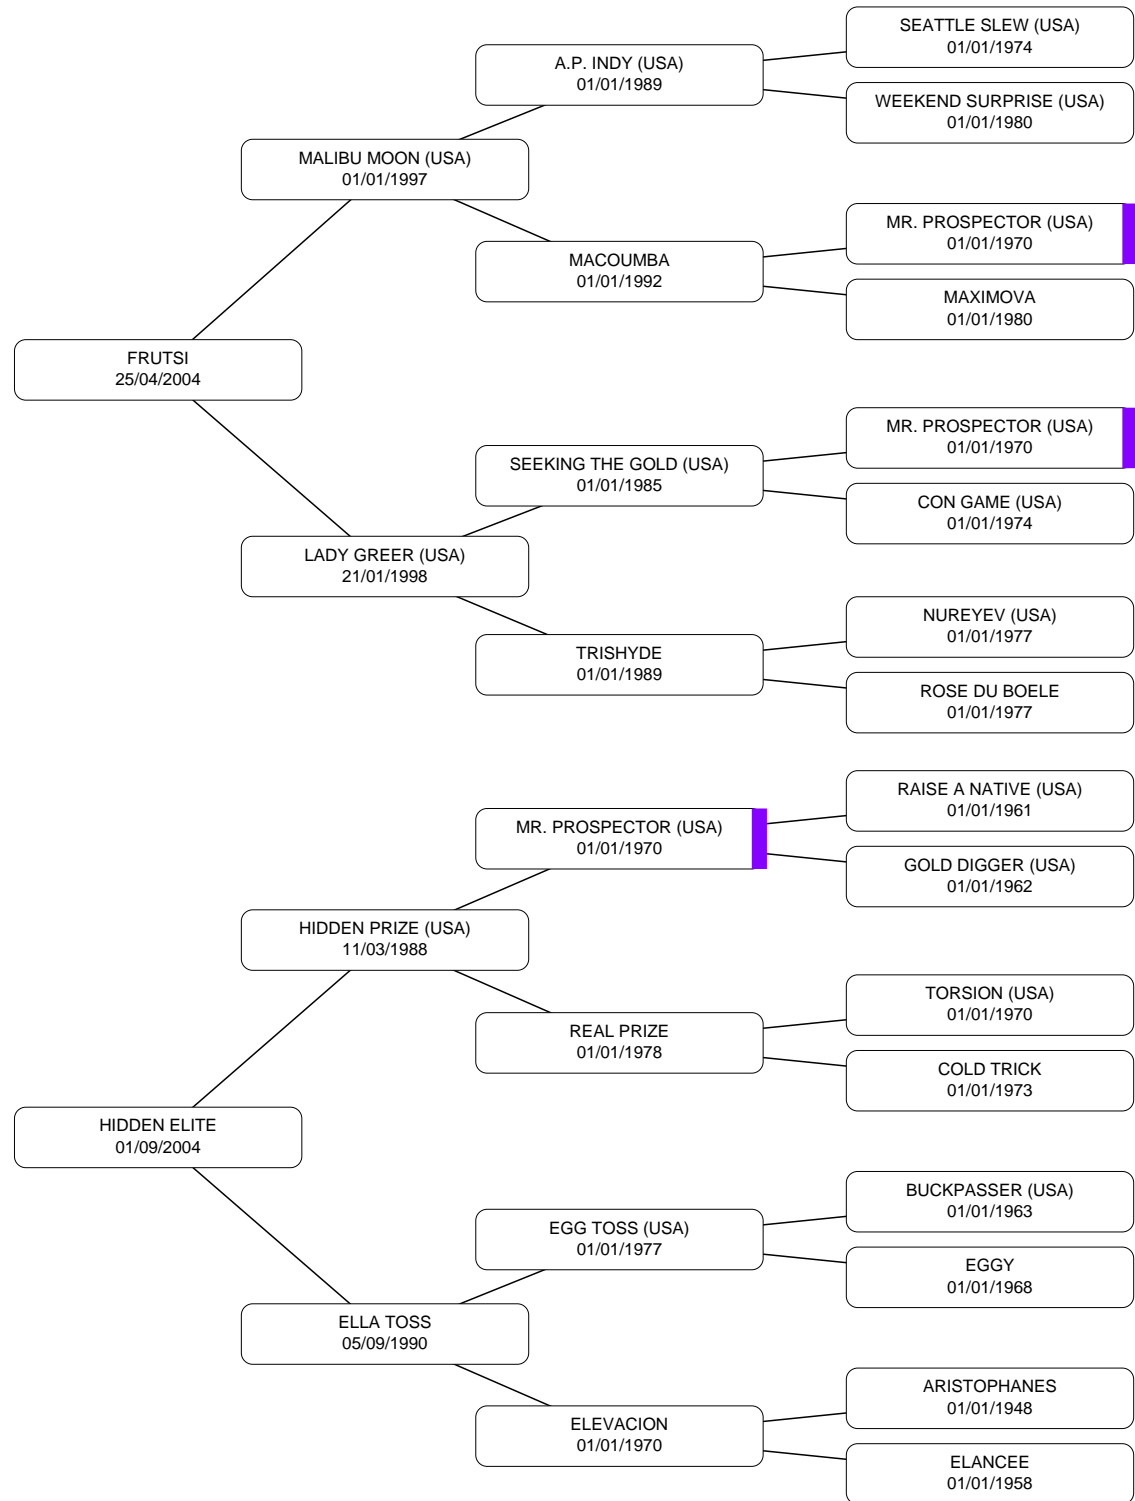 SEATTLE SLEW (USA)
01/01/1974
A.P. INDY (USA)
01/01/1989
WEEKEND SURPRISE (USA)
01/01/1980
MALIBU MOON (USA)
01/01/1997
MR. PROSPECTOR (USA)
01/01/1970
MACOUMBA
01/01/1992
MAXIMOVA
01/01/1980
FRUTSI
25/04/2004
MR. PROSPECTOR (USA)
01/01/1970
SEEKING THE GOLD (USA)
01/01/1985
CON GAME (USA)
01/01/1974
LADY GREER (USA)
21/01/1998
NUREYEV (USA)
01/01/1977
TRISHYDE
01/01/1989
ROSE DU BOELE
01/01/1977
RAISE A NATIVE (USA)
01/01/1961
MR. PROSPECTOR (USA)
01/01/1970
GOLD DIGGER (USA)
01/01/1962
HIDDEN PRIZE (USA)
11/03/1988
TORSION (USA)
01/01/1970
REAL PRIZE
01/01/1978
COLD TRICK
01/01/1973
HIDDEN ELITE
01/09/2004
BUCKPASSER (USA)
01/01/1963
EGG TOSS (USA)
01/01/1977
EGGY
01/01/1968
ELLA TOSS
05/09/1990
ARISTOPHANES
01/01/1948
ELEVACION
01/01/1970
ELANCEE
01/01/1958